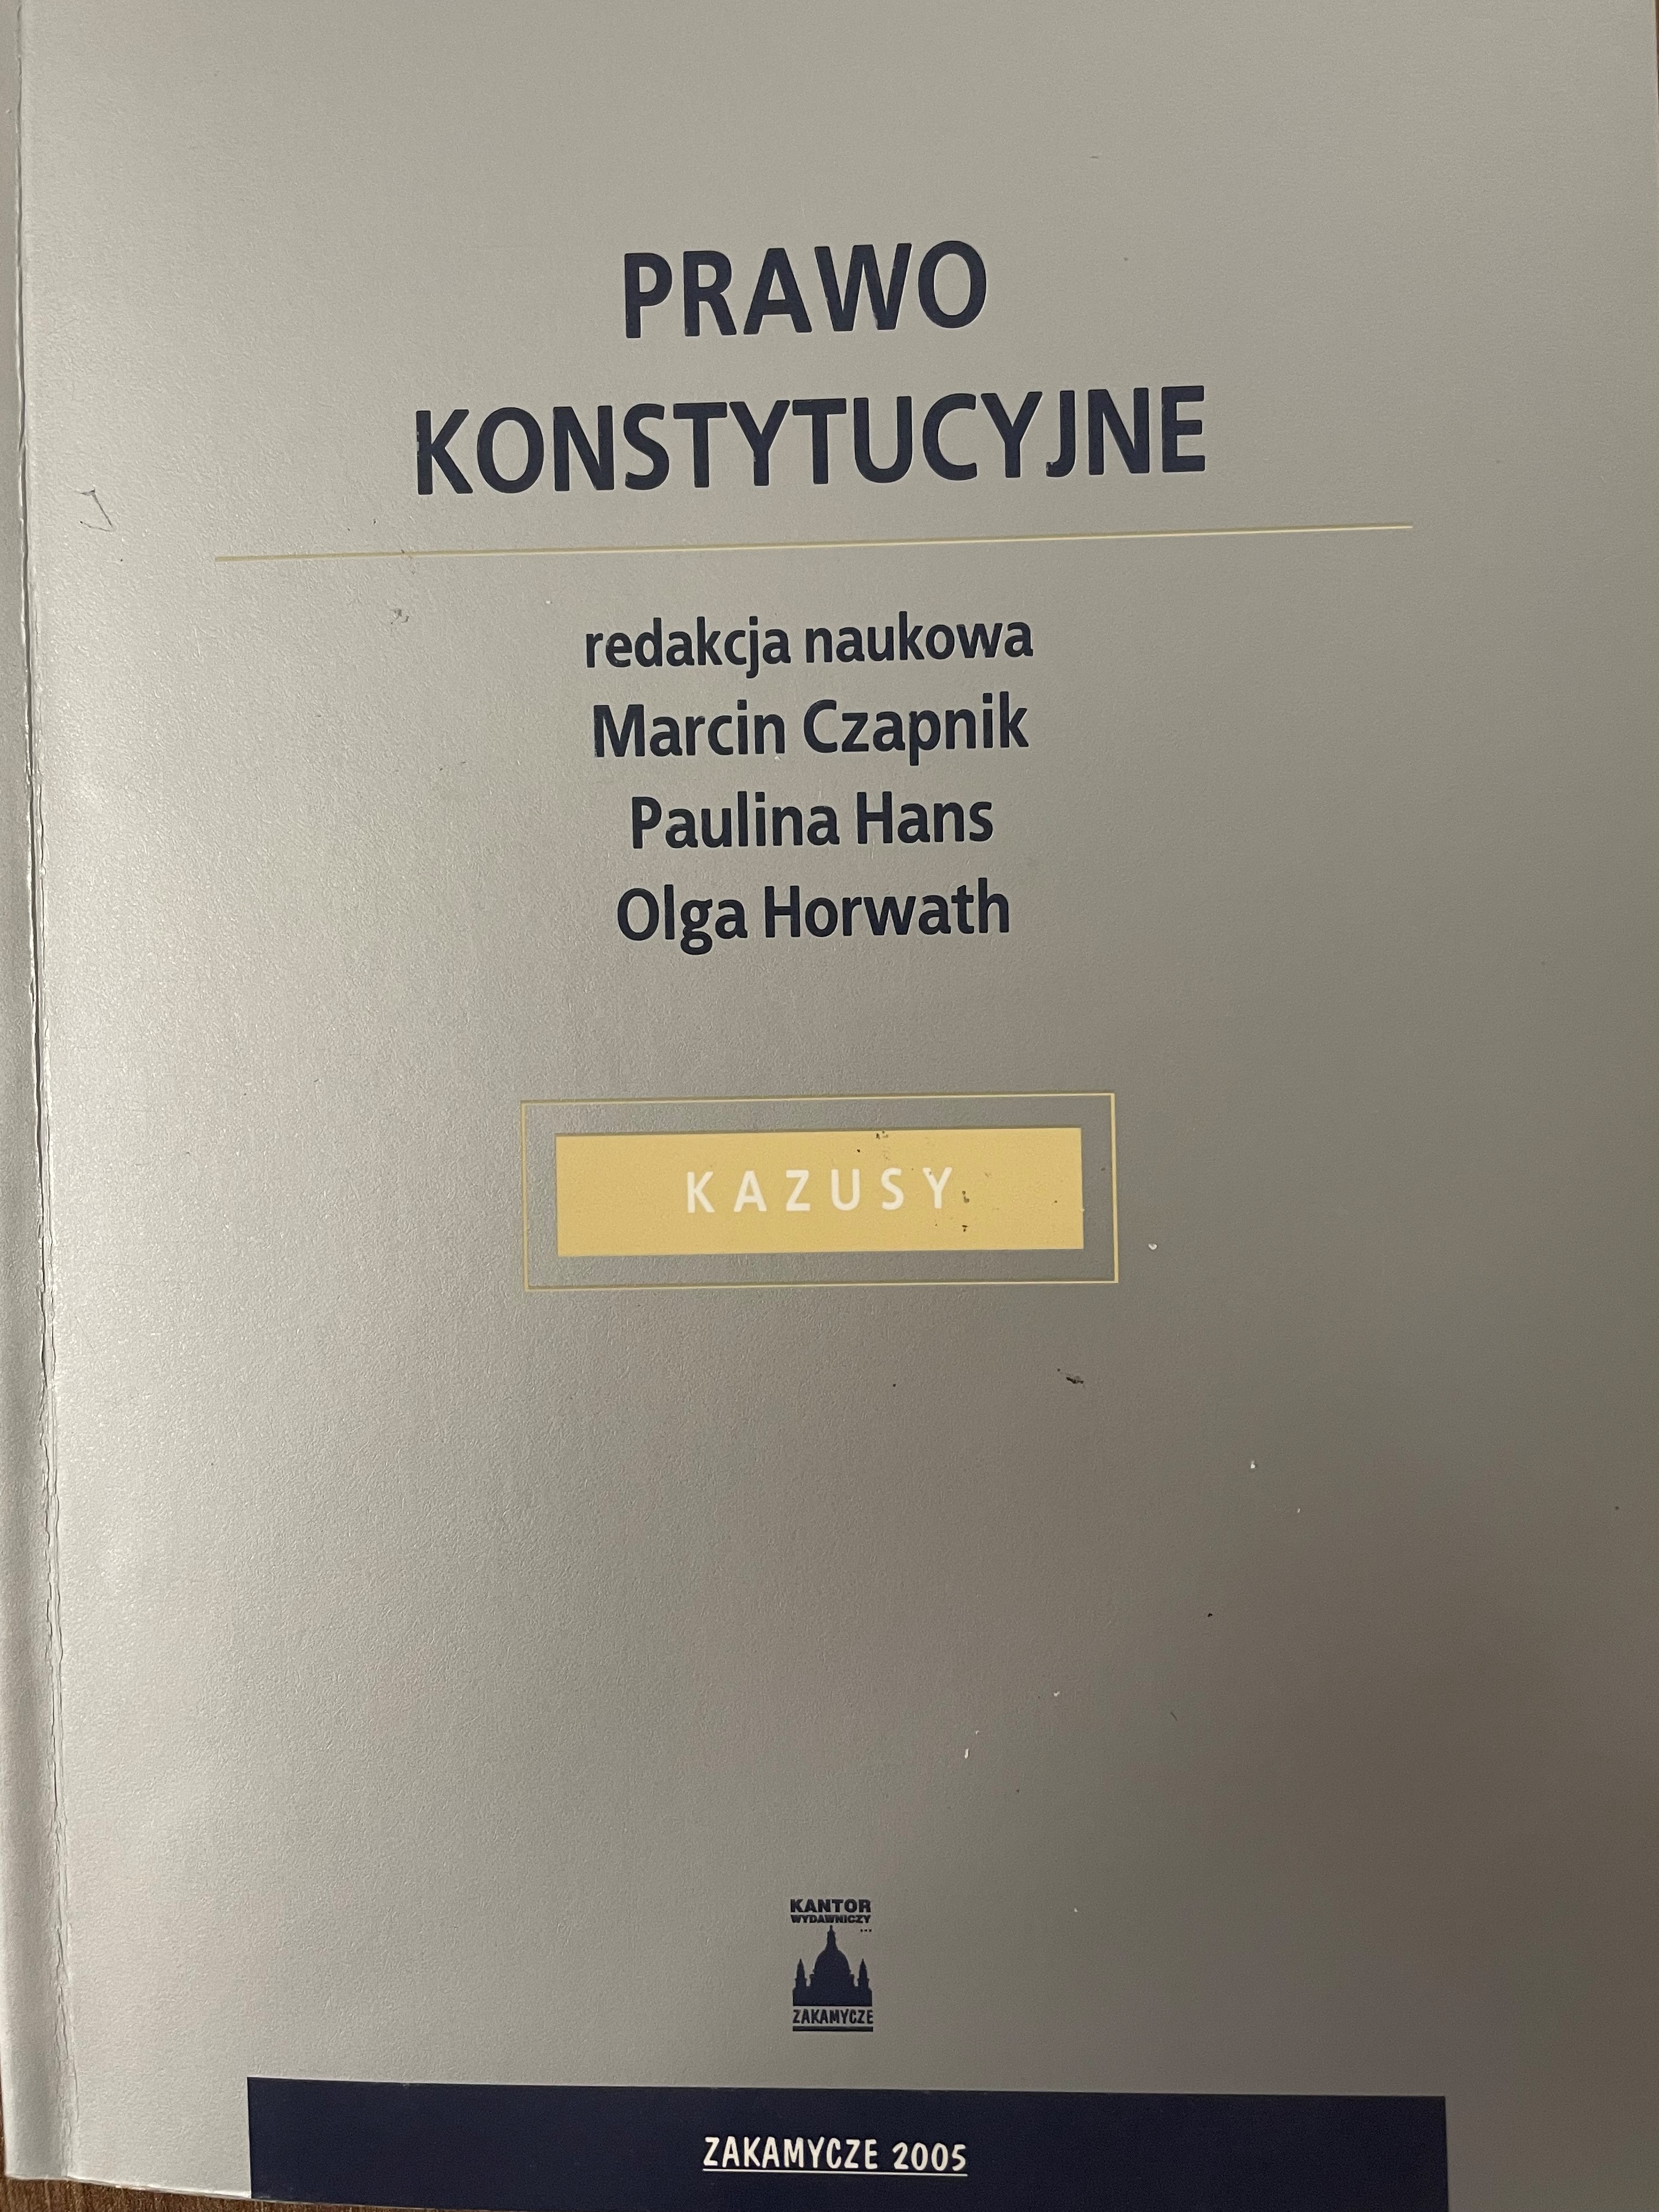 PRAWO
KONSTYTUCYJNE
redakcja naukowa
Marcin Czapnik
Paulina Hans
Olga Horwath
KAZUSY
KANTOR
WYDAWNICZY
ZAKAMYCZE
ZAKAMYCZE 2005